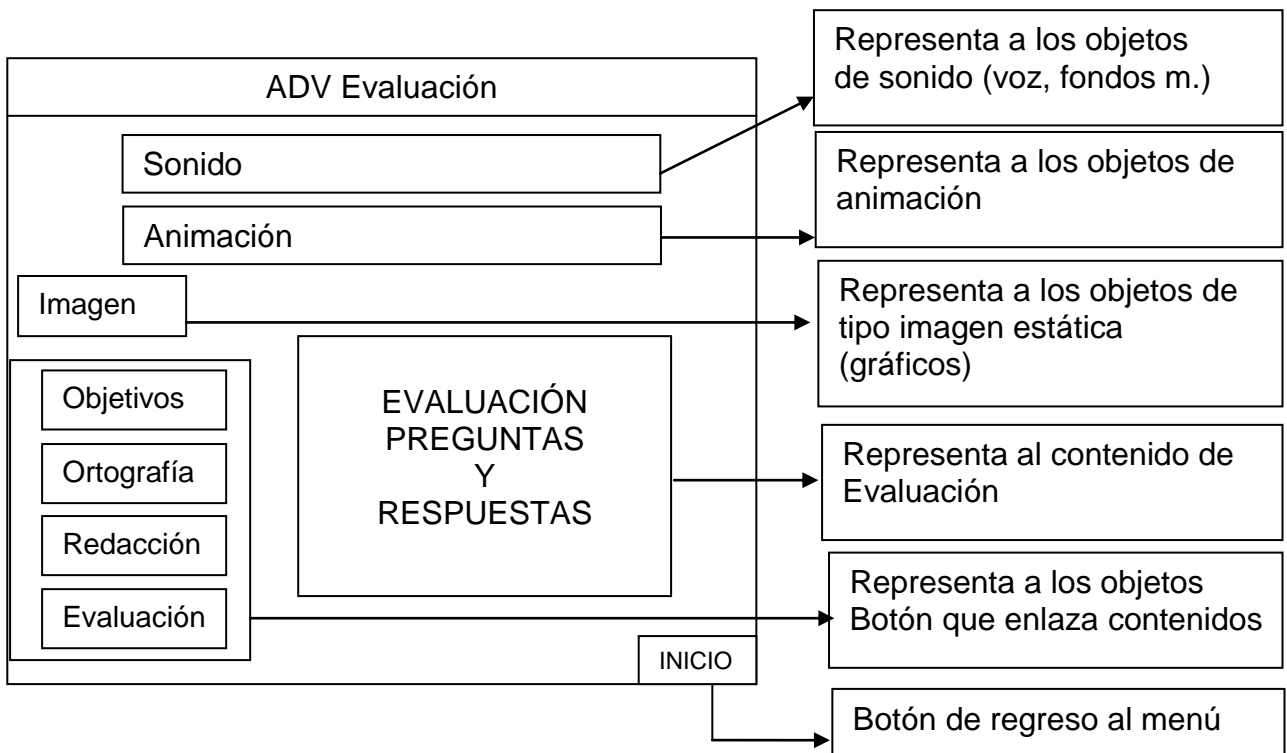 ADV Evaluación
Sonido
Animación
Imagen
Objetivos
Ortografía
Redacción
Evaluación
EVALUACIÓN
PREGUNTAS
Y
RESPUESTAS
INICIO
Representa a los objetos
de sonido (voz, fondos m.)
Representa a los objetos de
animación
Representa a los objetos de
tipo imagen estática
(gráficos)
Representa al contenido de
Evaluación
Representa a los objetos
Botón que enlaza contenidos
Botón de regreso al menú